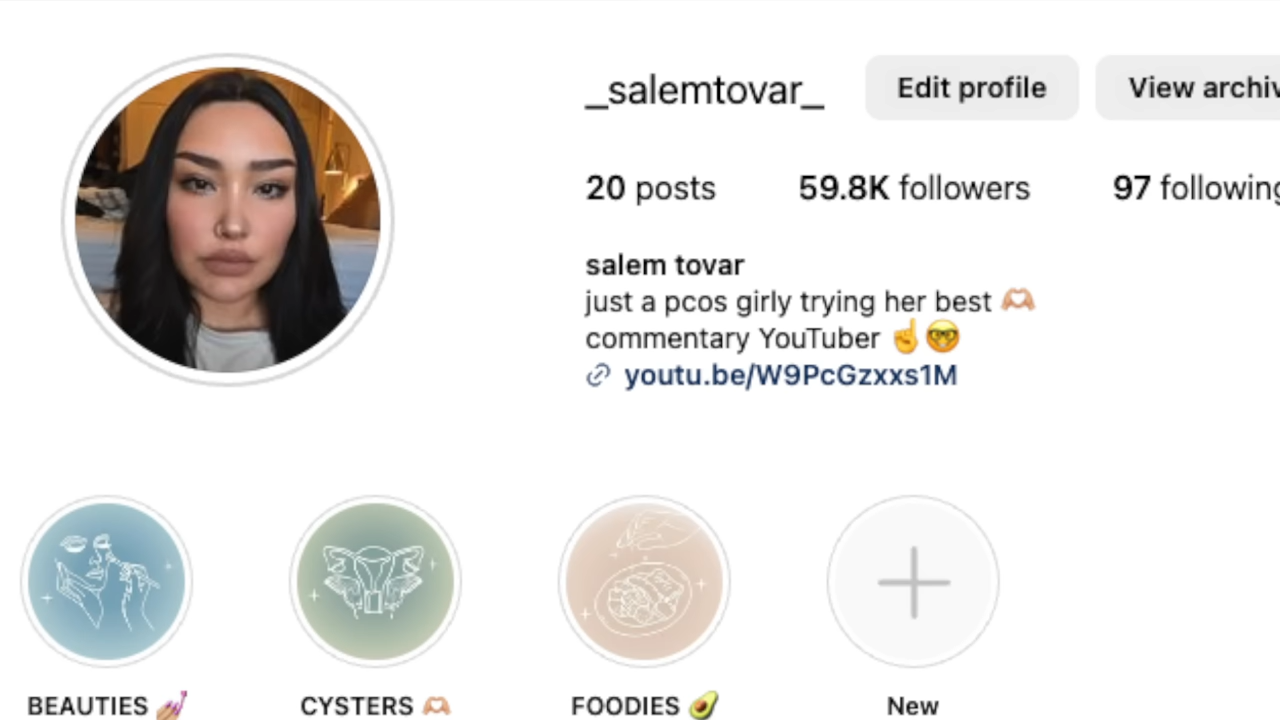 _salemtovar_ Edit profile View archiv
20 posts 59.8K followers 97 following
salem tovar
just a pcos girly trying her best 🫶🏼
commentary YouTuber ☝️🤓
youtu.be/W9PcGzxxs1M
BEAUTIES 💅🏼 CYSTERS 🫶🏼 FOODIES 🥑 New